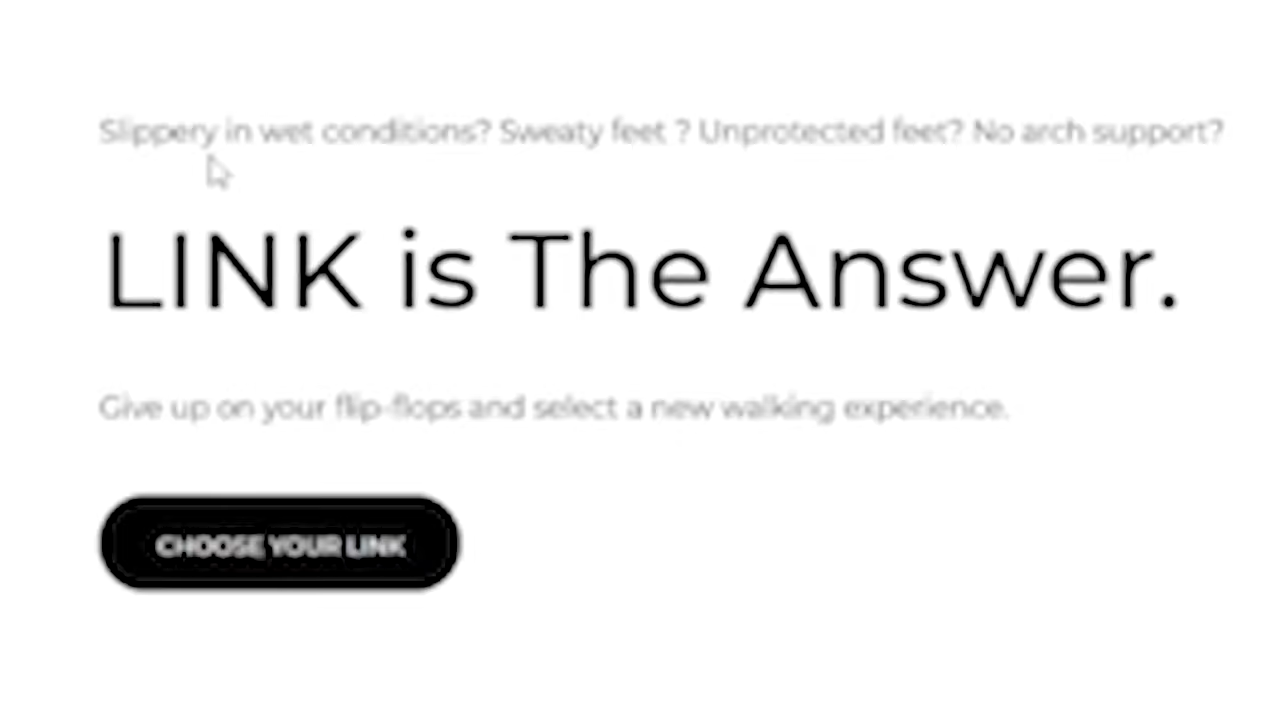 Slippery in wet conditions? Sweaty feet ? Unprotected feet? No arch support?
LINK is The Answer.
Give up on your flip-flops and select a new walking experience.
CHOOSE YOUR LINK